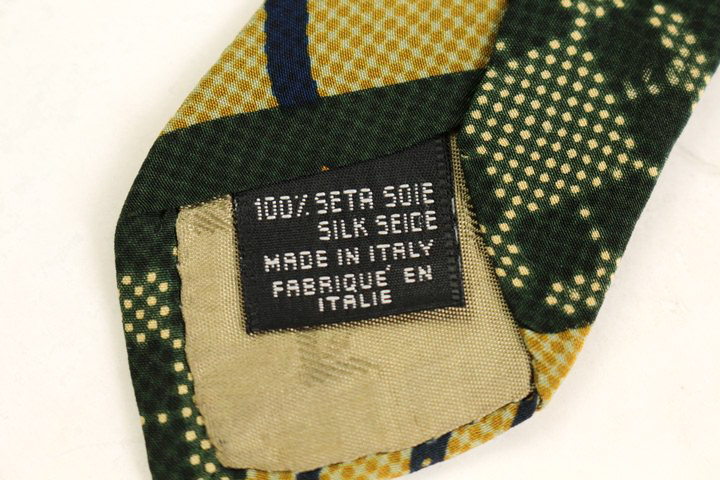 100% SETA SOIE
SILK SEIDE
MADE IN ITALY
FABRIQUE' EN
ITALIE